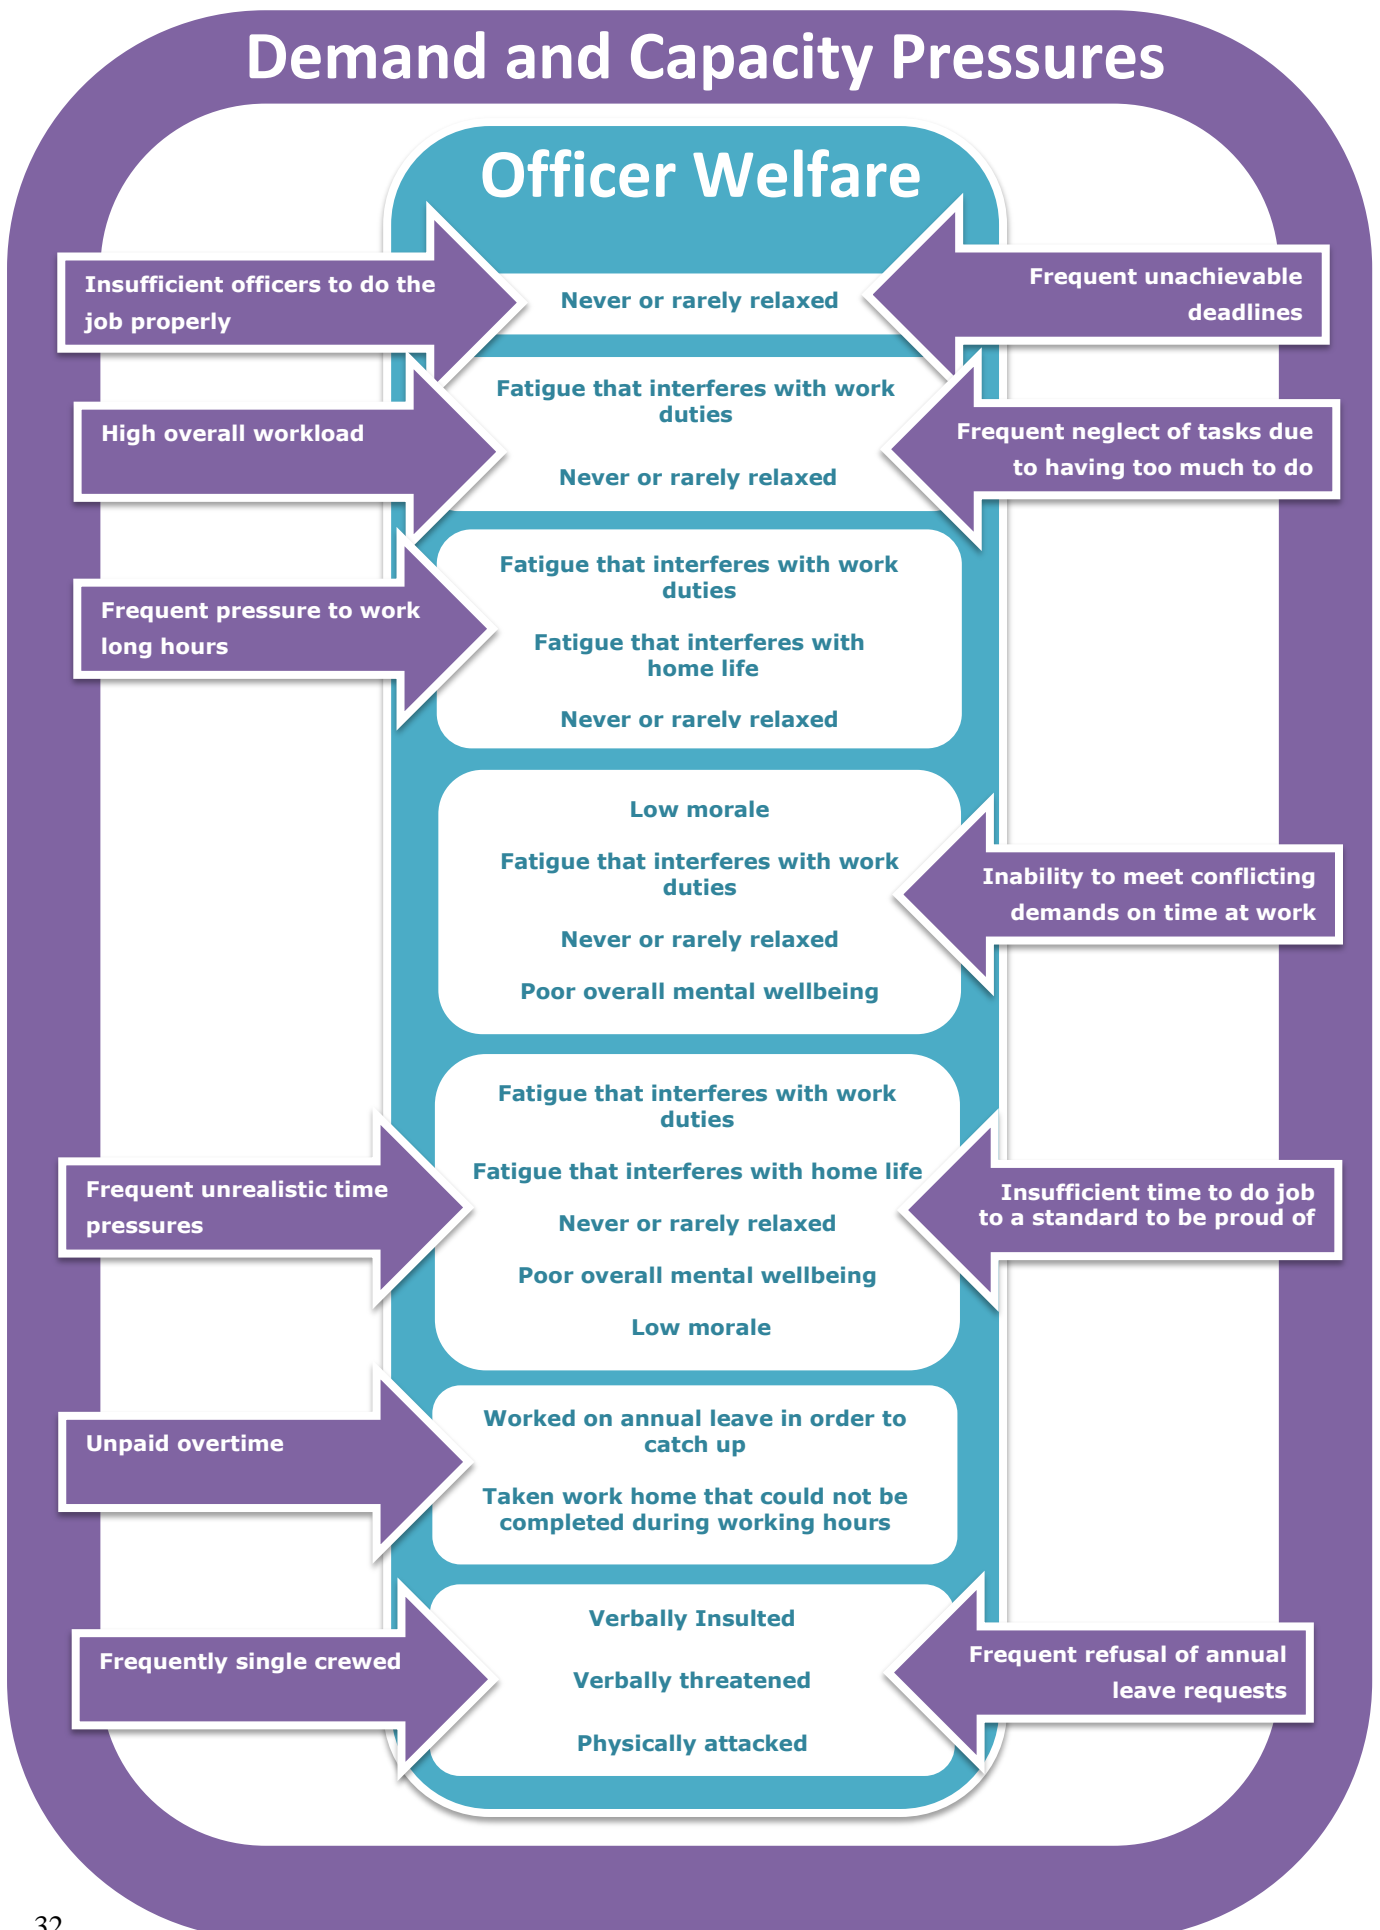 Demand and Capacity Pressures
Officer Welfare
Insufficient officers to do the
job properly
Never or rarely relaxed
Frequent unachievable
deadlines
High overall workload
Fatigue that interferes with work
duties
Never or rarely relaxed
Frequent neglect of tasks due
to having too much to do
Frequent pressure to work
long hours
Fatigue that interferes with work
duties
Fatigue that interferes with
home life
Never or rarely relaxed
Low morale
Fatigue that interferes with work
duties
Never or rarely relaxed
Poor overall mental wellbeing
Inability to meet conflicting
demands on time at work
Frequent unrealistic time
pressures
Fatigue that interferes with work
duties
Fatigue that interferes with home life
Never or rarely relaxed
Poor overall mental wellbeing
Low morale
Insufficient time to do job
to a standard to be proud of
Unpaid overtime
Worked on annual leave in order to
catch up
Taken work home that could not be
completed during working hours
Frequently single crewed
Verbally Insulted
Verbally threatened
Physically attacked
Frequent refusal of annual
leave requests
32